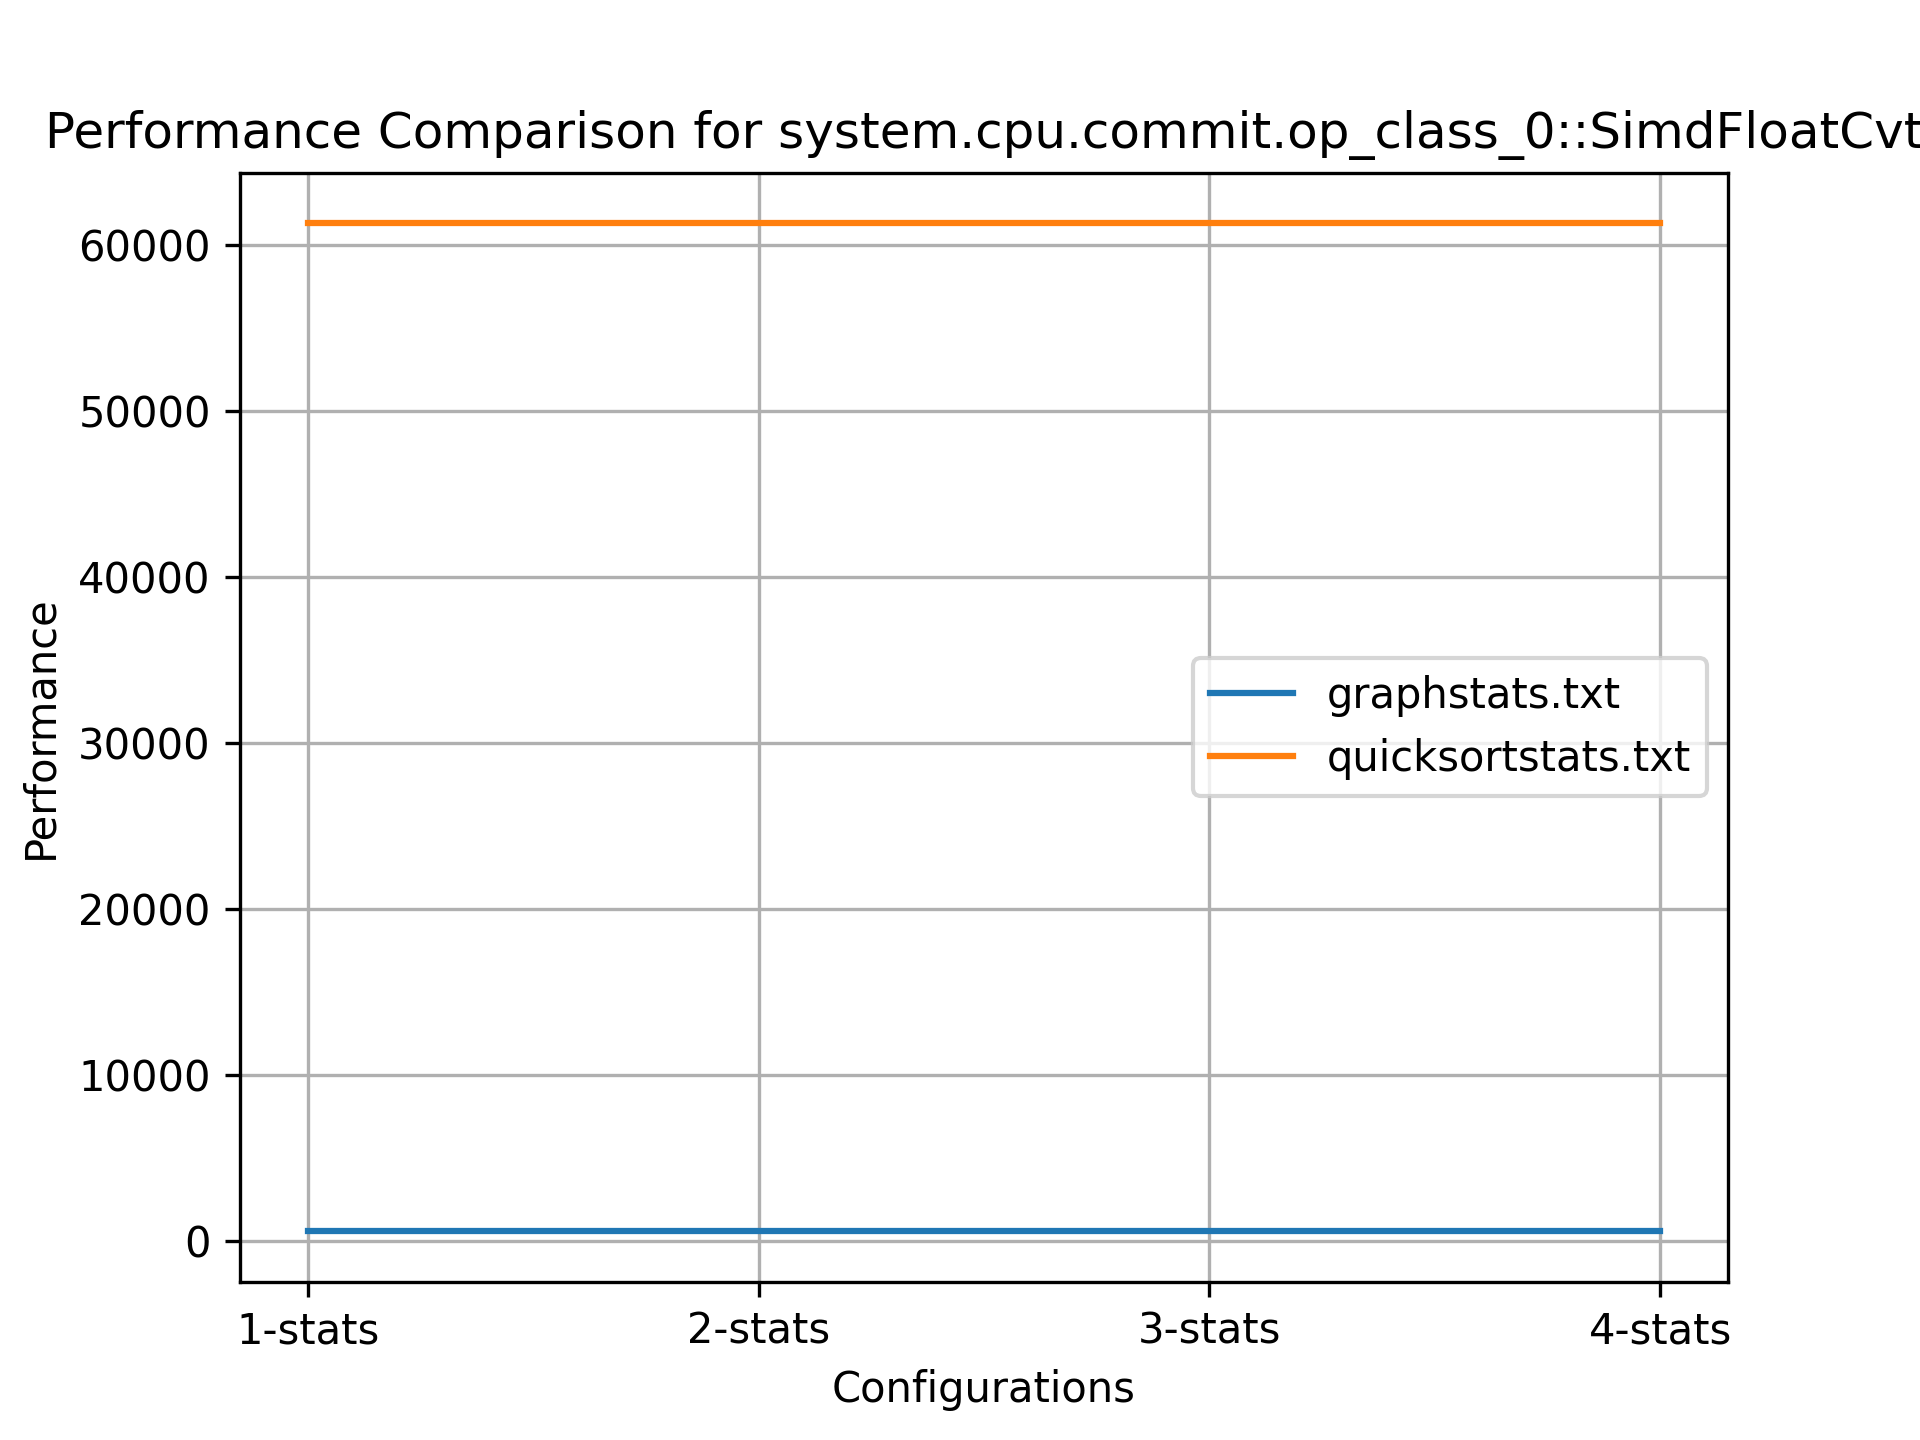 Performance Comparison for system.cpu.commit.op_class_0::SimdFloatCvt
60000
50000
40000
30000
20000
10000
0
Performance
graphstats.txt
quicksortstats.txt
1-stats
2-stats
3-stats
4-stats
Configurations